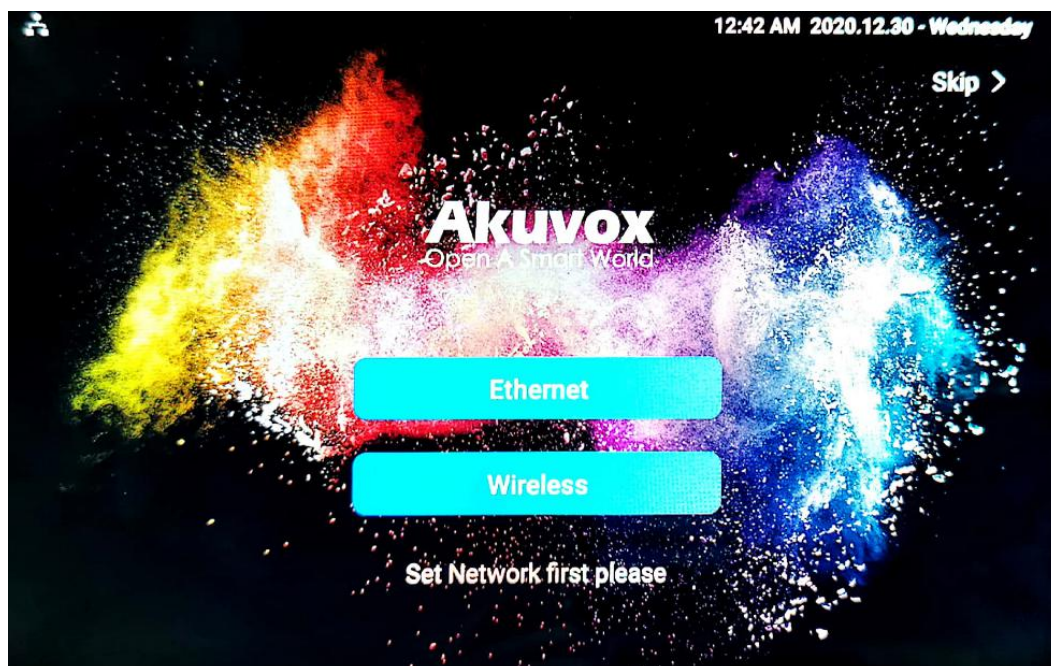 12:42 AM 2020.12.30 - Wednesday
Skip >
Akuvox
Open A Smart World
Ethernet
Wireless
Set Network first please